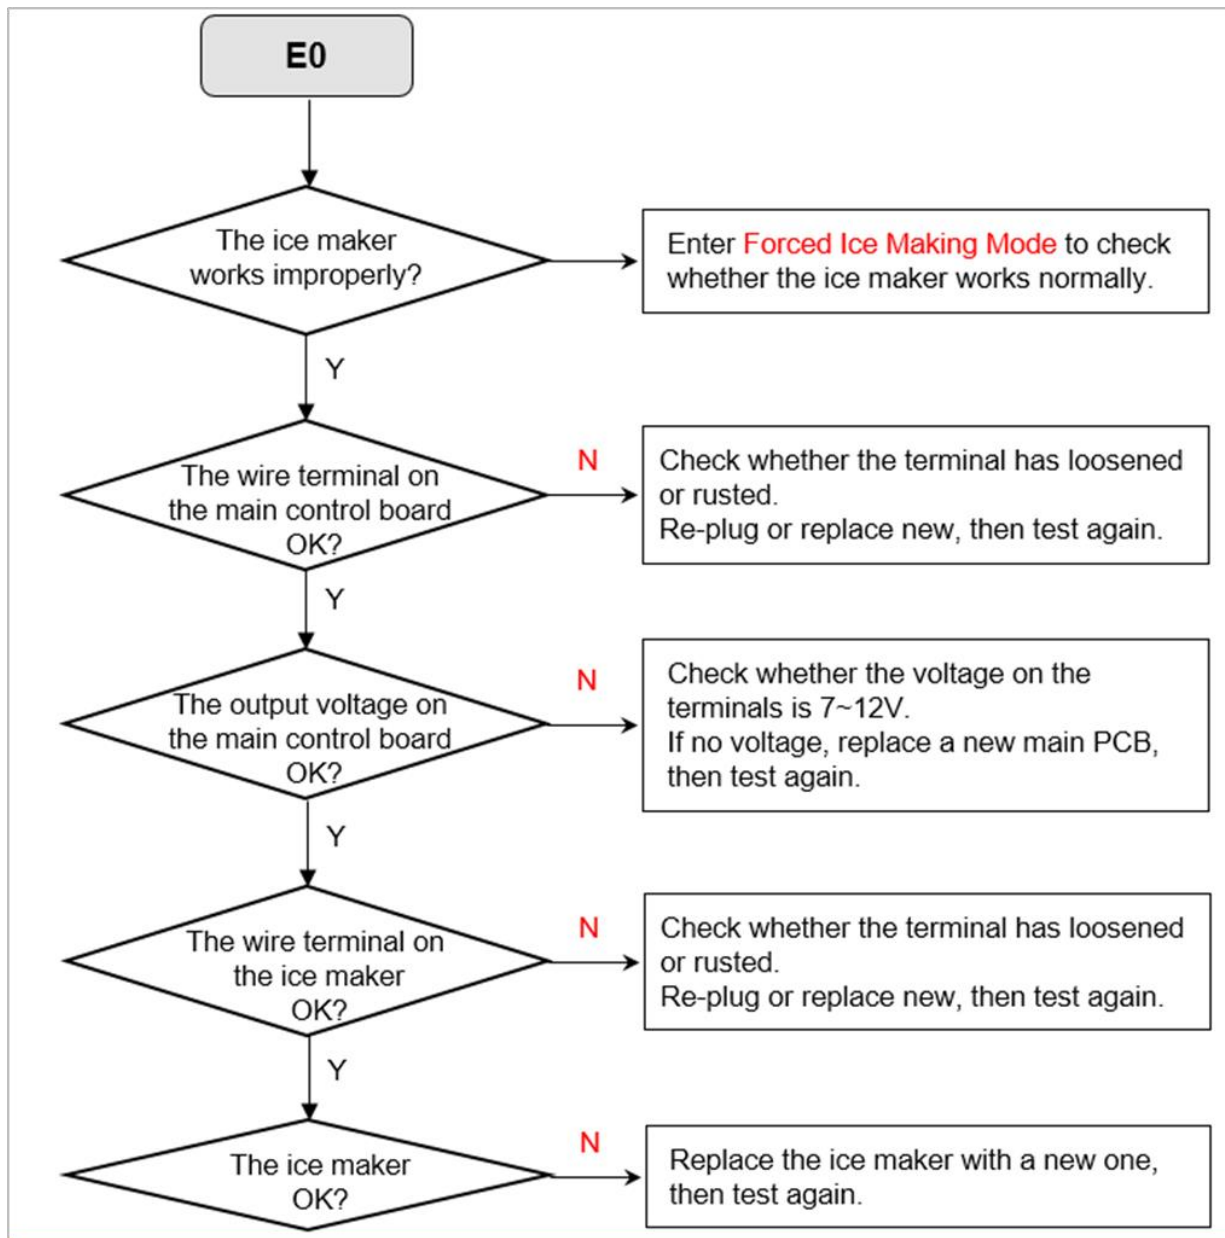 E0
The ice maker
works improperly?
Enter Forced Ice Making Mode to check
whether the ice maker works normally.
Y
The wire terminal on
the main control board
OK?
N
Check whether the terminal has loosened
or rusted.
Re-plug or replace new, then test again.
Y
The output voltage on
the main control board
OK?
N
Check whether the voltage on the
terminals is 7~12V.
If no voltage, replace a new main PCB,
then test again.
Y
The wire terminal on
the ice maker
OK?
N
Check whether the terminal has loosened
or rusted.
Re-plug or replace new, then test again.
Y
The ice maker
OK?
N
Replace the ice maker with a new one,
then test again.